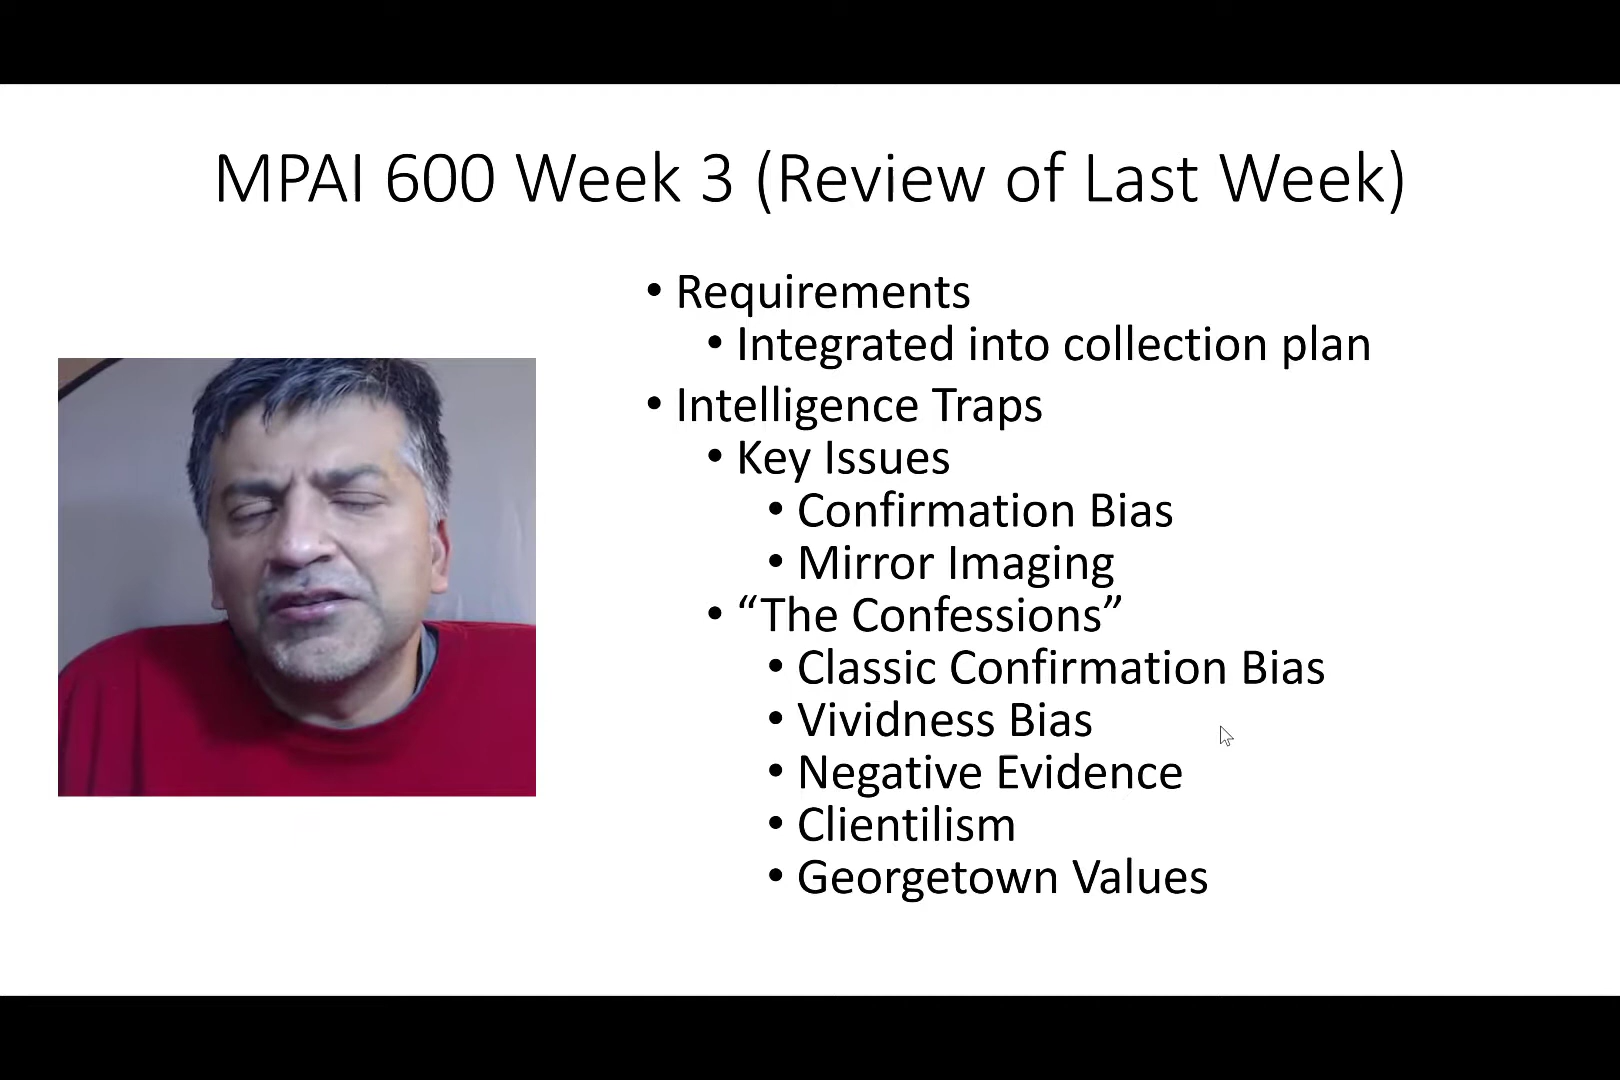 MPAI 600 Week 3 (Review of Last Week)
• Requirements
• Integrated into collection plan
• Intelligence Traps
• Key Issues
• Confirmation Bias
• Mirror Imaging
• “The Confessions”
• Classic Confirmation Bias
• Vividness Bias
• Negative Evidence
• Clientilism
• Georgetown Values